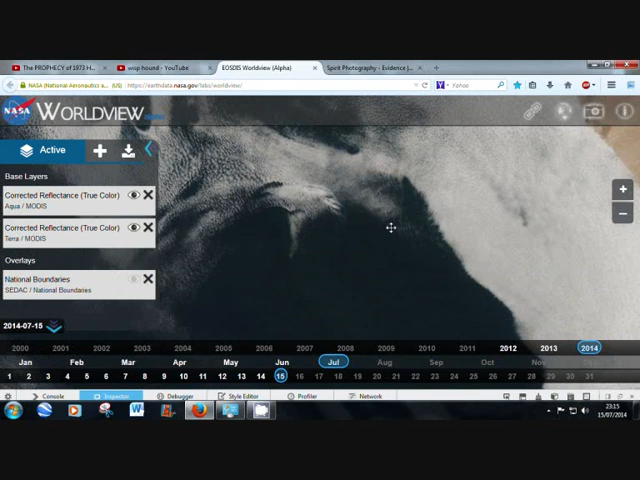 The PROPHECY of 1973 H...
wisp hound - YouTube
EOSDIS Worldview (Alpha)
Spirit Photography - Evidence
NASA (National Aeronautics a... (US)
https://earthdata.nasa.gov/labs/worldview/
Yahoo
NASA
WORLDVIEW
Active
Base Layers
Corrected Reflectance (True Color)
Aqua / MODIS
Corrected Reflectance (True Color)
Terra / MODIS
Overlays
National Boundaries
SEDAC / National Boundaries
2014-07-15
2000 2001 2002 2003 2004 2005 2006 2007 2008 2009 2010 2011 2012 2013 2014
Jan Feb Mar Apr May Jun Jul Aug Sep Oct Nov
1 2 3 4 5 6 7 8 9 10 11 12 13 14 15 16 17 18 19 20 21 22 23 24 25 26 27 28 29 30 31
Console Inspector Debugger Style Editor Profiler Network
23:15
15/07/2014